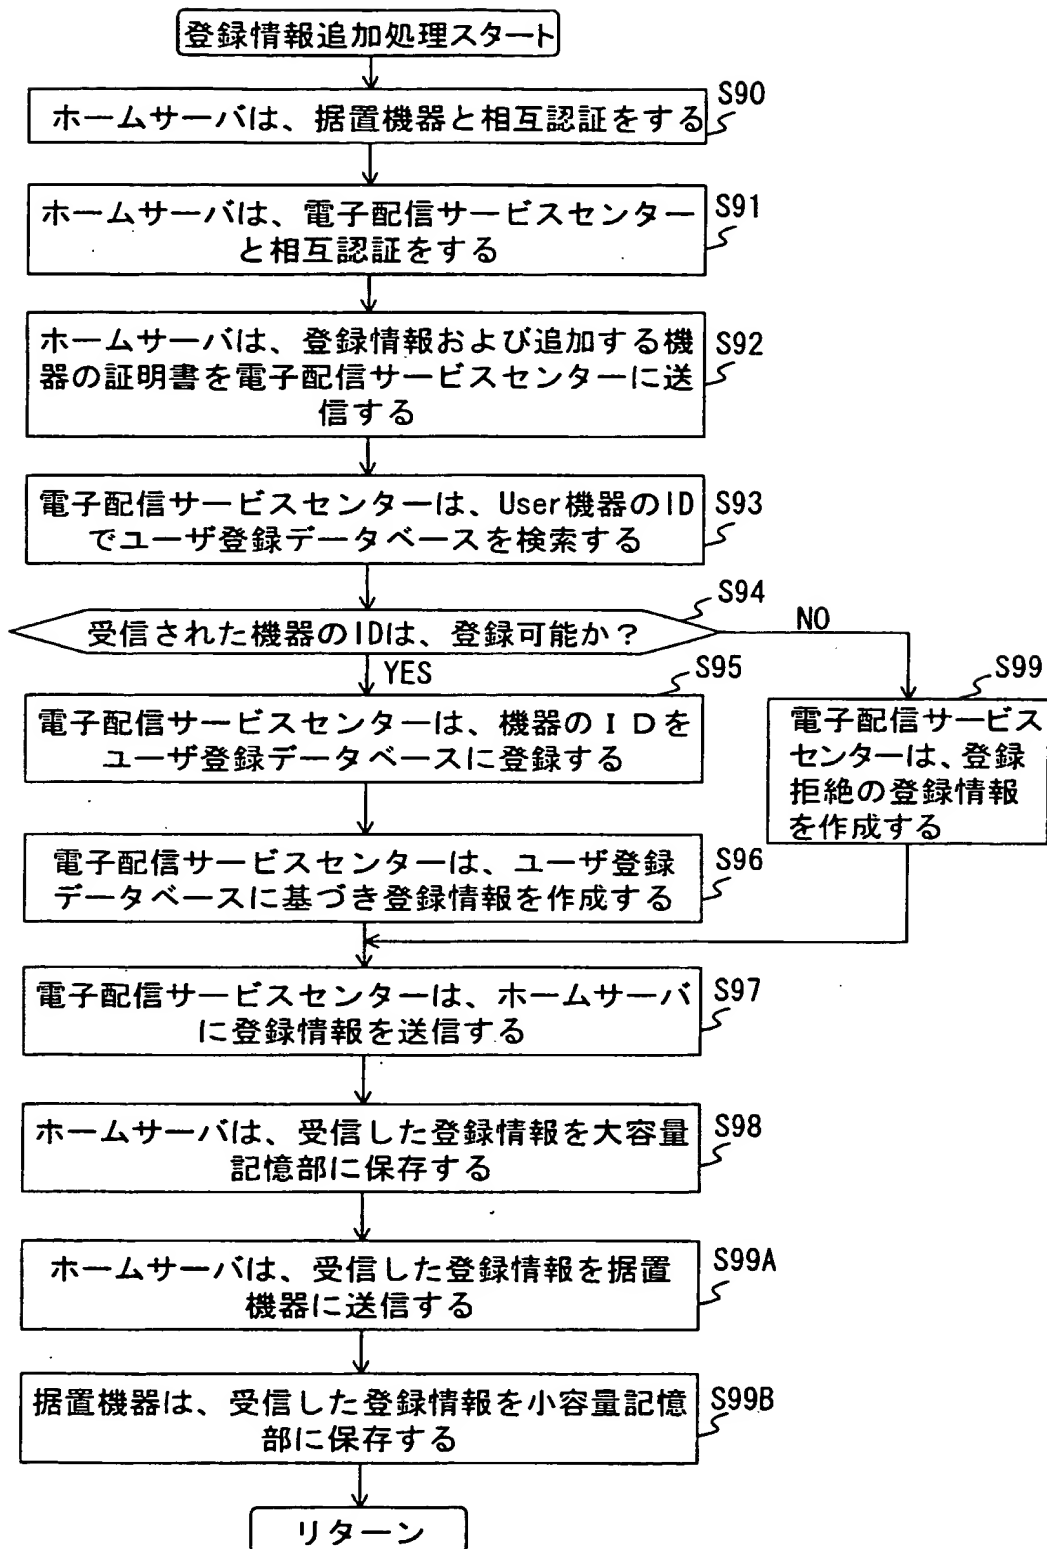 登録情報追加処理スタート
S90
ホームサーバは、据置機器と相互認証をする
S91
ホームサーバは、電子配信サービスセンター
と相互認証をする
S92
ホームサーバは、登録情報および追加する機
器の証明書を電子配信サービスセンターに送
信する
S93
電子配信サービスセンターは、User機器のID
でユーザ登録データベースを検索する
S94
受信された機器のIDは、登録可能か?
NO
YES
S95
電子配信サービスセンターは、機器のIDを
ユーザ登録データベースに登録する
S99
電子配信サービス
センターは、登録
拒絶の登録情報
を作成する
S96
電子配信サービスセンターは、ユーザ登録
データベースに基づき登録情報を作成する
S97
電子配信サービスセンターは、ホームサーバ
に登録情報を送信する
S98
ホームサーバは、受信した登録情報を大容量
記憶部に保存する
S99A
ホームサーバは、受信した登録情報を据置
機器に送信する
S99B
据置機器は、受信した登録情報を小容量記憶
部に保存する
リターン